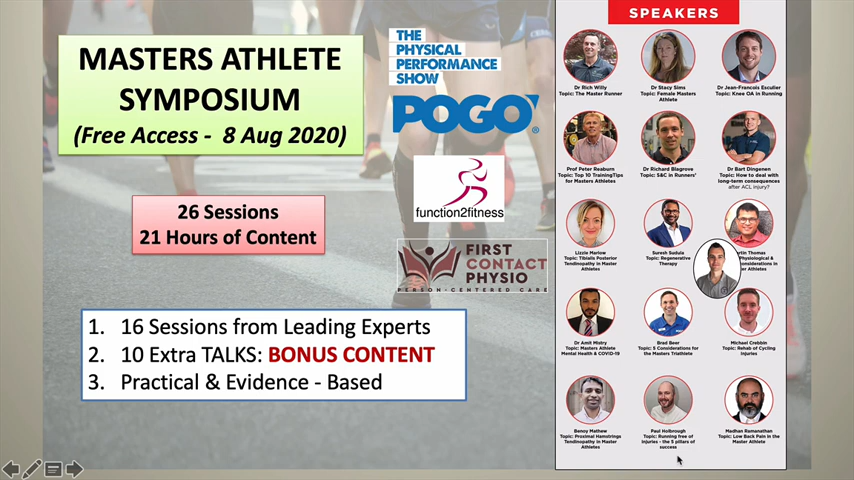 MASTERS ATHLETE
SYMPOSIUM
(Free Access - 8 Aug 2020)
26 Sessions
21 Hours of Content
1. 16 Sessions from Leading Experts
2. 10 Extra TALKS: BONUS CONTENT
3. Practical & Evidence - Based
THE
PHYSICAL
PERFORMANCE
SHOW
POGO
®
function2fitness
FIRST
CONTACT
PHYSIO
PERSON-CENTERED CARE
SPEAKERS
Dr Rich Willy
Topic: The Master Runner
Dr Stacy Sims
Topic: Female Masters
Athlete
Dr Jean-Francois Esculier
Topic: Knee OA in Running
Prof Peter Reaburn
Topic: Top 10 TrainingTips
for Masters Athletes
Dr Richard Blagrove
Topic: S&C in Runners'
Dr Bart Dingenen
Topic: How to deal with
long-term consequences
after ACL injury?
Lizzie Marlow
Topic: Tibialis Posterior
Tendinopathy in Master
Athletes
Suresh Sudula
Topic: Regenerative
Therapy
Thomas
Physiological &
Athletes
Dr Amit Mistry
Topic: Masters Athlete
Mental Health & COVID-19
Brad Beer
Topic: 5 Considerations for
the Masters Triathlete
Michael Crebbin
Topic: Rehab of Cycling
Injuries
Benoy Mathew
Topic: Proximal Hamstrings
Tendinopathy in Masters
Athletes
Paul Hobrough
Topic: Running free of
injuries - the 5 pillars of
success
Madhan Ramanathan
Topic: Low Back Pain in the
Master Athlete